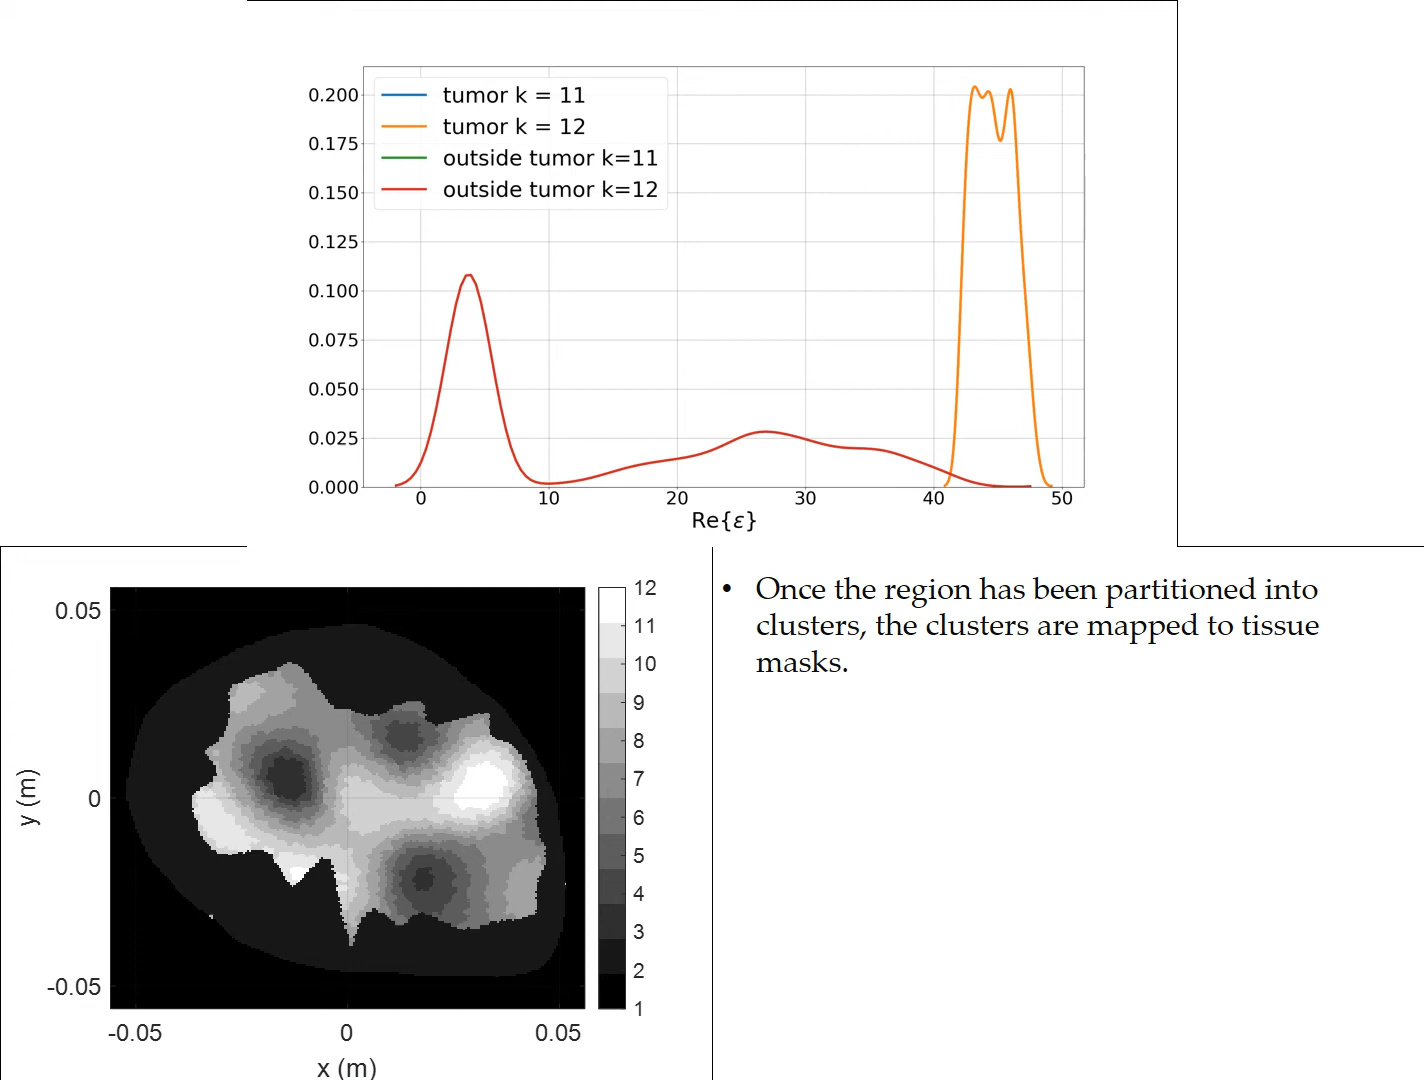 0.200
0.175
0.150
0.125
0.100
0.075
0.050
0.025
0.000
tumor k = 11
tumor k = 12
outside tumor k=11
outside tumor k=12
0 10 20 30 40 50
Re{ε}
0.05
0
-0.05
y (m)
-0.05 0 0.05
x (m)
12
11
10
9
8
7
6
5
4
3
2
1
• Once the region has been partitioned into
clusters, the clusters are mapped to tissue
masks.